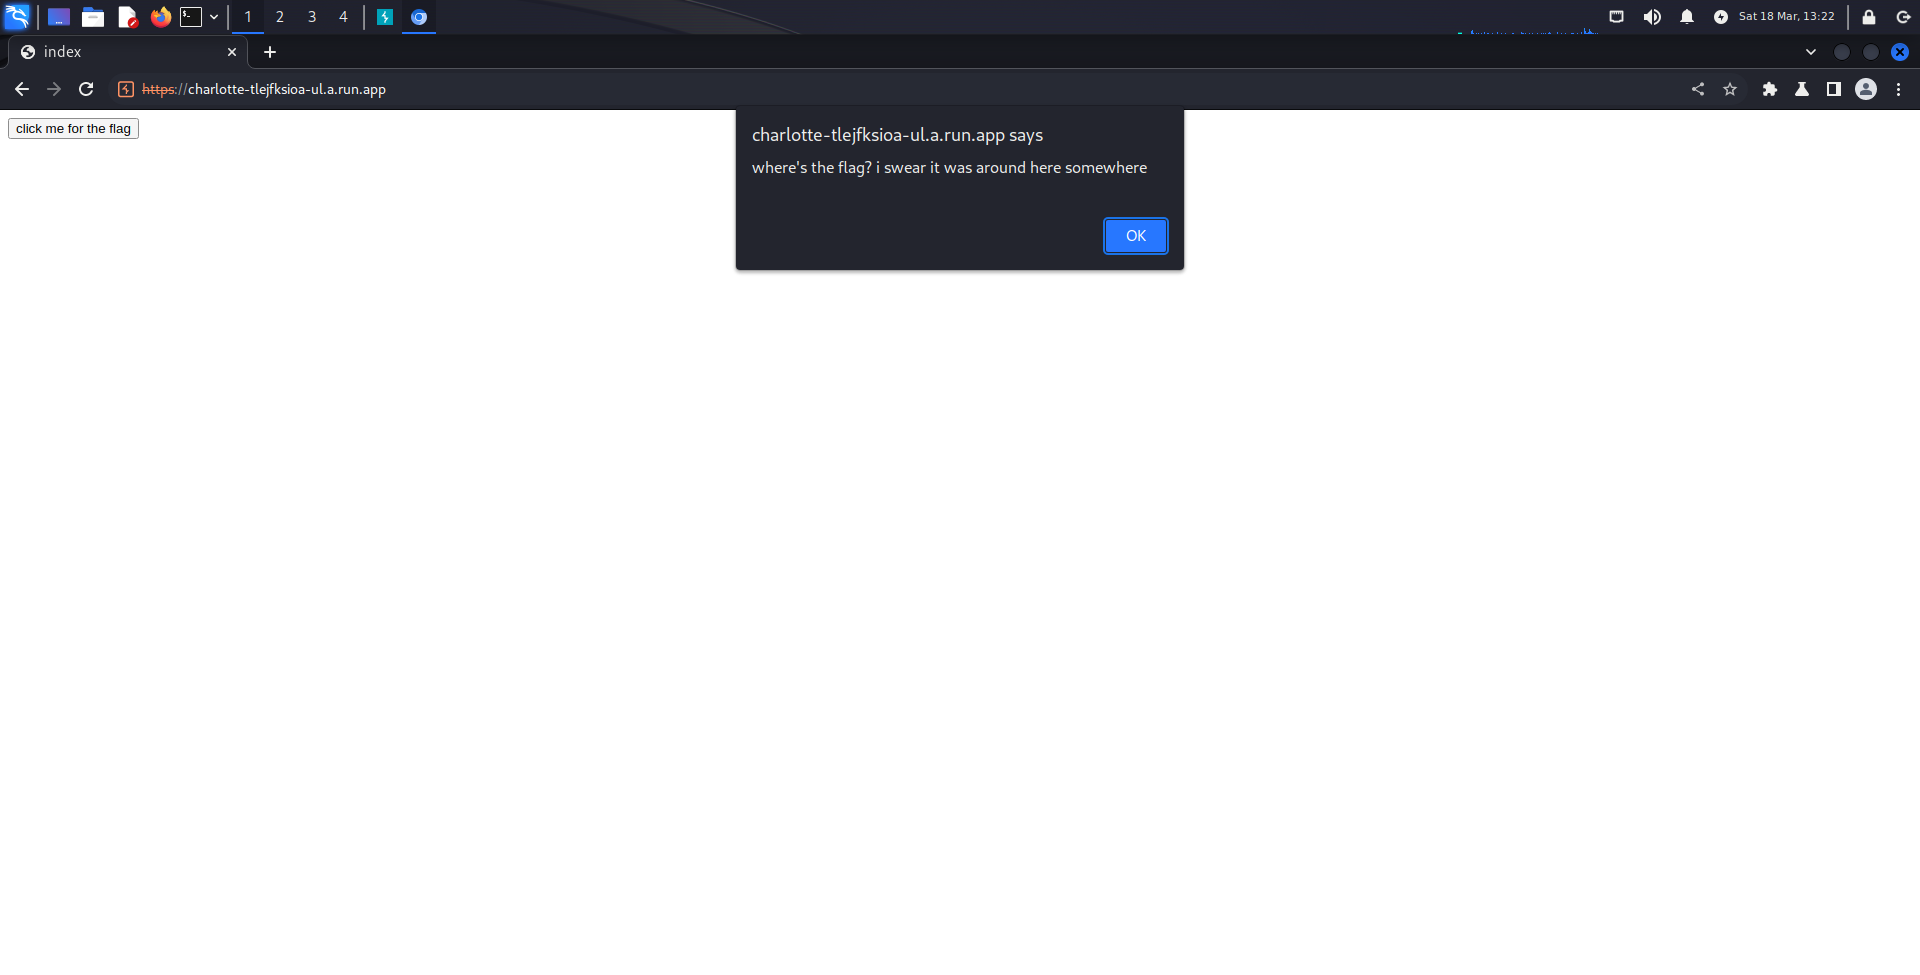 1 2 3 4 Sat 18 Mar, 13:22
index
https://charlotte-tlejfksioa-ul.a.run.app
click me for the flag
charlotte-tlejfksioa-ul.a.run.app says
where's the flag? i swear it was around here somewhere
OK